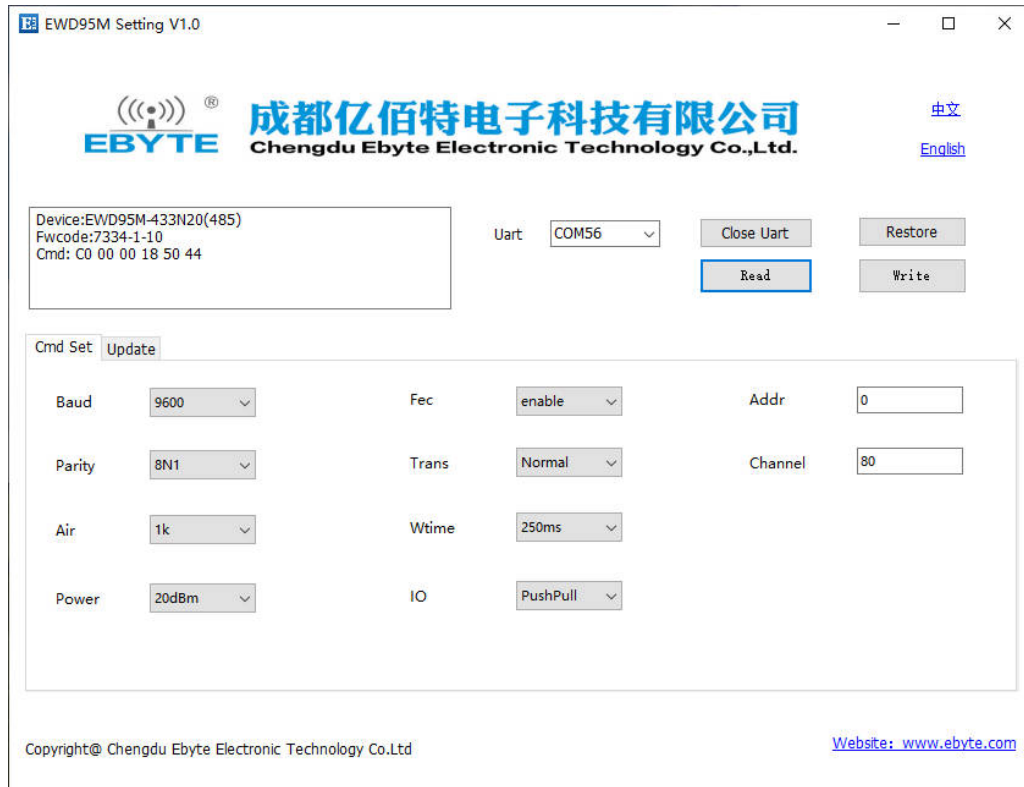 EWD95M Setting V1.0
®
EBYTE
成都亿佰特电子科技有限公司
Chengdu Ebyte Electronic Technology Co.,Ltd.
中文
English
Device:EWD95M-433N20(485)
Fwcode:7334-1-10
Cmd: C0 00 00 18 50 44
Uart COM56 Close Uart Restore
Read Write
Cmd Set Update
Baud 9600 Fec enable Addr 0
Parity 8N1 Trans Normal Channel 80
Air 1k Wtime 250ms
Power 20dBm IO PushPull
Copyright@ Chengdu Ebyte Electronic Technology Co.Ltd
Website：www.ebyte.com